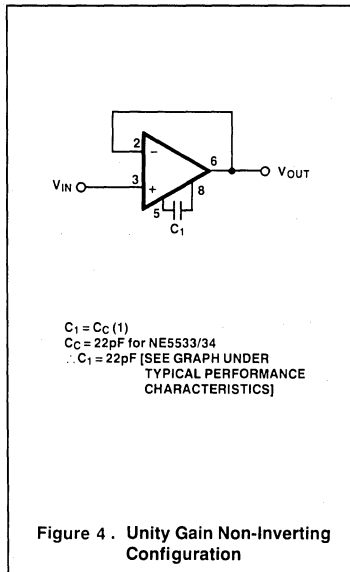 2
−
6
VOUT
VIN
3
+
8
5
C1
C1 = CC (1)
CC = 22pF for NE5533/34
∴C1 = 22pF [SEE GRAPH UNDER
TYPICAL PERFORMANCE
CHARACTERISTICS]
Figure 4 . Unity Gain Non-Inverting
Configuration